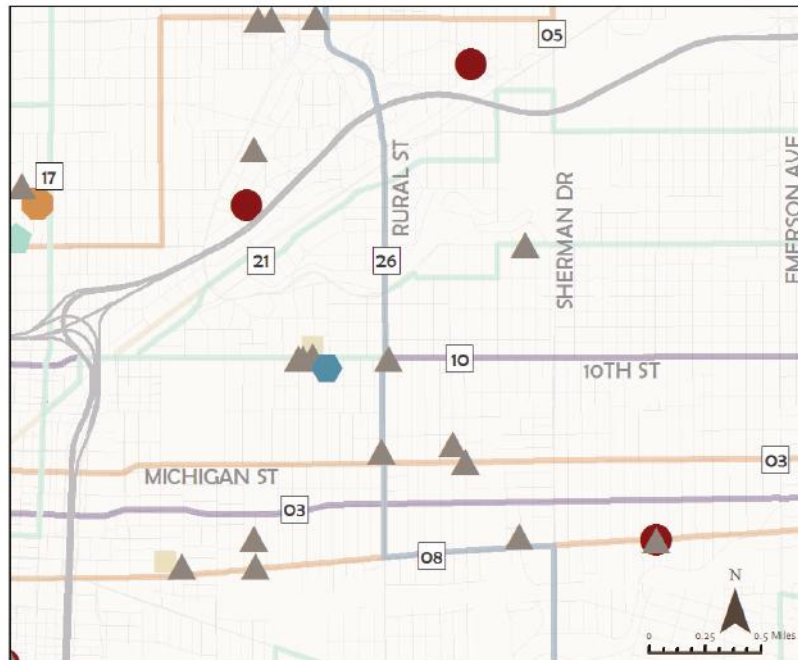 05
17
RURAL ST
SHERMAN DR
EMERSON AVE
21
26
10
10TH ST
MICHIGAN ST
03
03
08
N
0 0.25 0.5 Miles